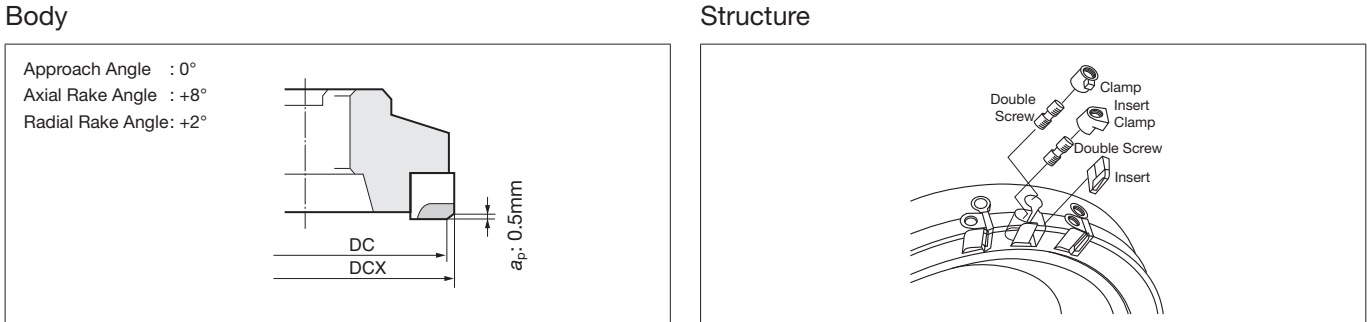 Body
Approach Angle : 0°
Axial Rake Angle : +8°
Radial Rake Angle: +2°
DC
DCX
ap: 0.5mm
Structure
Clamp
Double
Screw
Insert
Clamp
Double Screw
Insert